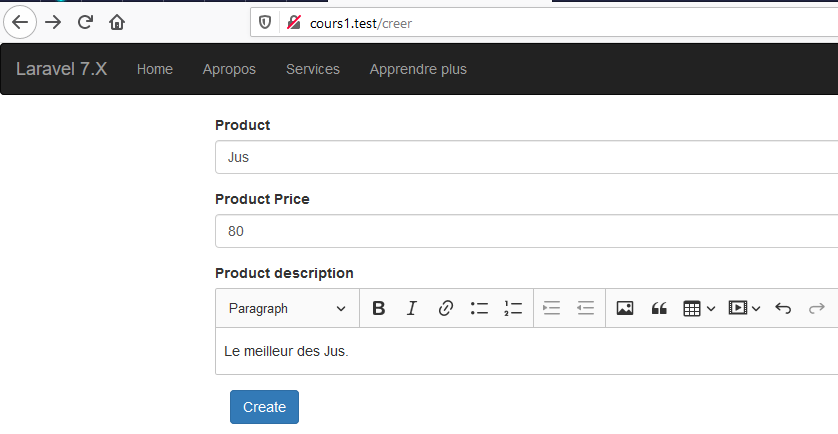 cours1.test/creer
Laravel 7.X Home Apropos Services Apprendre plus
Product
Jus
Product Price
80
Product description
Paragraph B I
Le meilleur des Jus.
Create